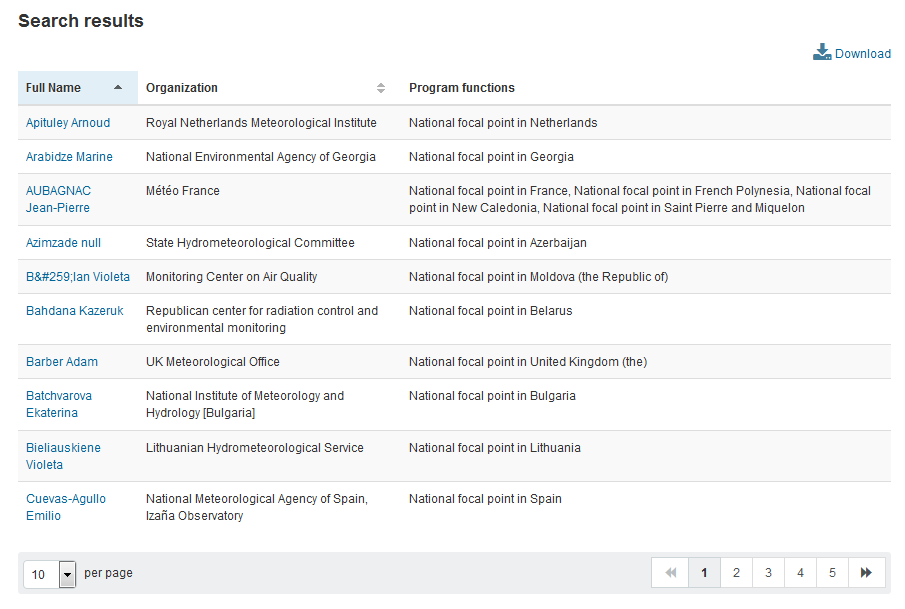 Search results
Download
Full Name Organization Program functions
Apituley Arnoud Royal Netherlands Meteorological Institute National focal point in Netherlands
Arabidze Marine National Environmental Agency of Georgia National focal point in Georgia
AUBAGNAC Météo France National focal point in France, National focal point in French Polynesia, National focal
Jean-Pierre point in New Caledonia, National focal point in Saint Pierre and Miquelon
Azimzade null State Hydrometeorological Committee National focal point in Azerbaijan
B&#259;lan Violeta Monitoring Center on Air Quality National focal point in Moldova (the Republic of)
Bahdana Kazeruk Republican center for radiation control and National focal point in Belarus
environmental monitoring
Barber Adam UK Meteorological Office National focal point in United Kingdom (the)
Batchvarova National Institute of Meteorology and National focal point in Bulgaria
Ekaterina Hydrology [Bulgaria]
Bieliauskiene Lithuanian Hydrometeorological Service National focal point in Lithuania
Violeta
Cuevas-Agullo National Meteorological Agency of Spain, National focal point in Spain
Emilio Izaña Observatory
10 per page 1 2 3 4 5